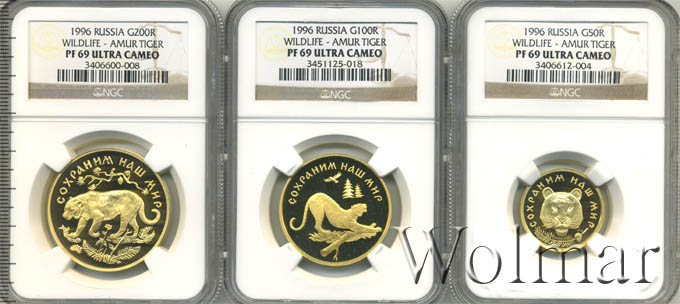 1996 RUSSIA G200R
WILDLIFE - AMUR TIGER
PF 69 ULTRA CAMEO
3406600-008
NGC
СОХРАНИМ НАШ МИР
1996 RUSSIA G100R
WILDLIFE - AMUR TIGER
PF 69 ULTRA CAMEO
3451125-018
NGC
СОХРАНИМ НАШ МИР
1996 RUSSIA G50R
WILDLIFE - AMUR TIGER
PF 69 ULTRA CAMEO
3406612-004
NGC
СОХРАНИМ НАШ МИР
Wolmar